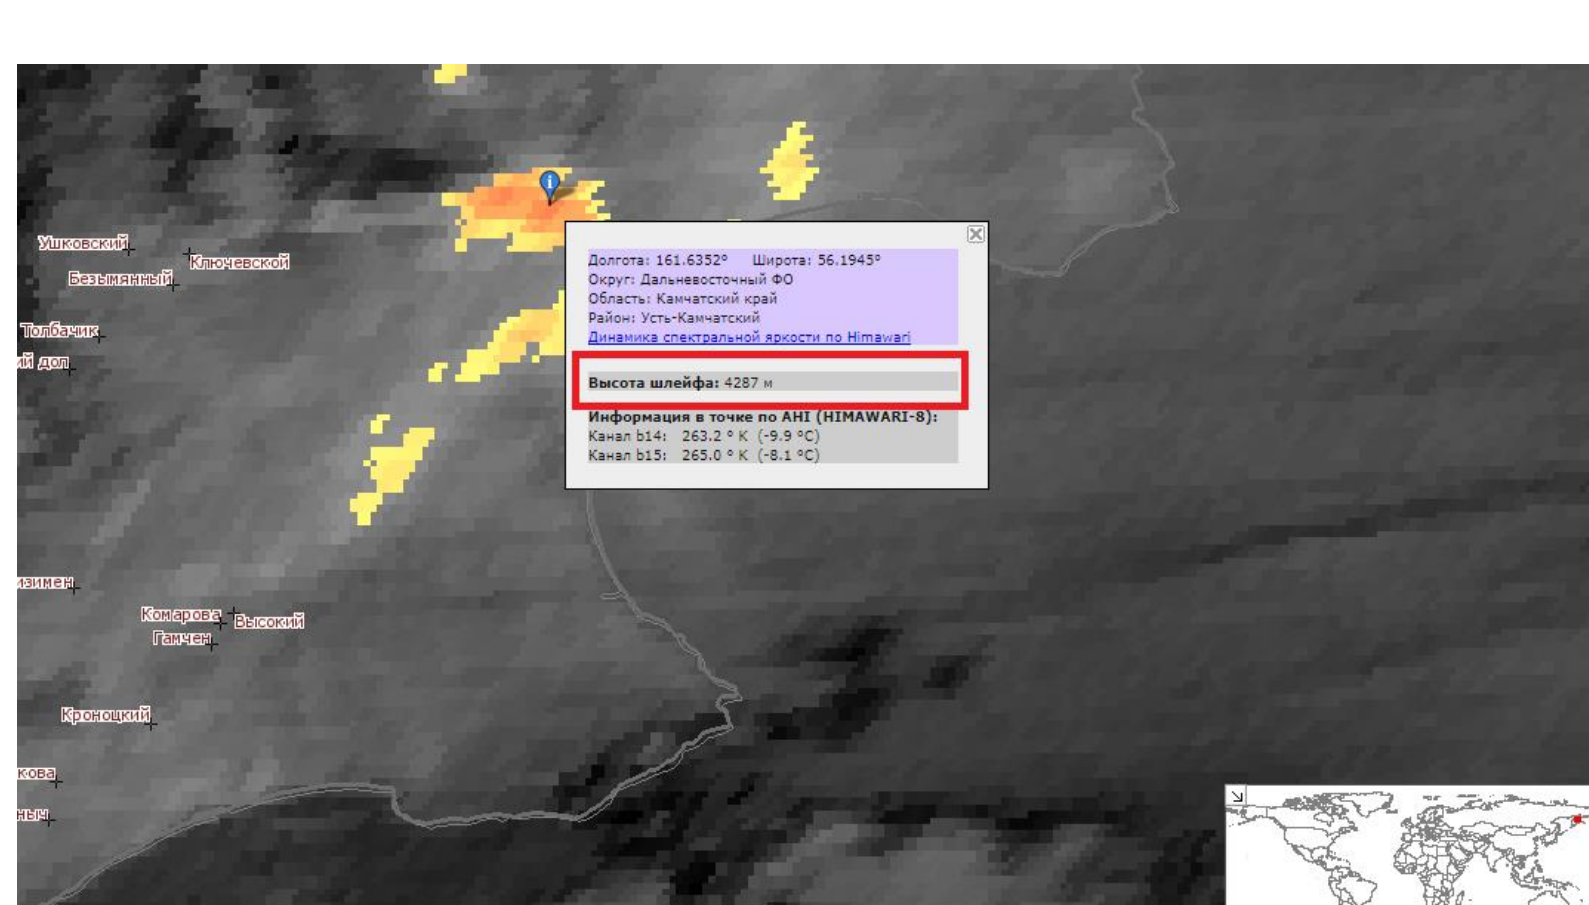 Ушковский
Ключевской
Безымянный
Толбачик
ий дол
Долгота: 161.6352° Широта: 56.1945°
Округ: Дальневосточный ФО
Область: Камчатский край
Район: Усть-Камчатский
Динамика спектральной яркости по Himawari
Высота шлейфа: 4287 м
Информация в точке по AHI (HIMAWARI-8):
Канал b14: 263.2 ° K (-9.9 °C)
Канал b15: 265.0 ° K (-8.1 °C)
изимен
Комарова
Высокий
Гамчен
Кроноцкий
кова
ныч